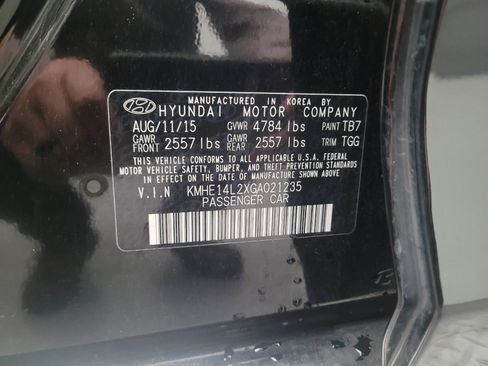 MANUFACTURED IN KOREA BY
HYUNDAI MOTOR COMPANY
AUG/11/15 GVWR 4784 lbs PAINT TB7
GAWR FRONT 2557 lbs GAWR REAR 2557 lbs TRIM TGG
THIS VEHICLE CONFORMS TO ALL APPLICABLE U.S.A. FEDERAL
MOTOR VEHICLE SAFETY, BUMPER, AND THEFT PREVENTION STANDARDS
IN EFFECT ON THE DATE OF MANUFACTURE SHOWN ABOVE.
V.I.N KMHE14L2XGA021235
PASSENGER CAR